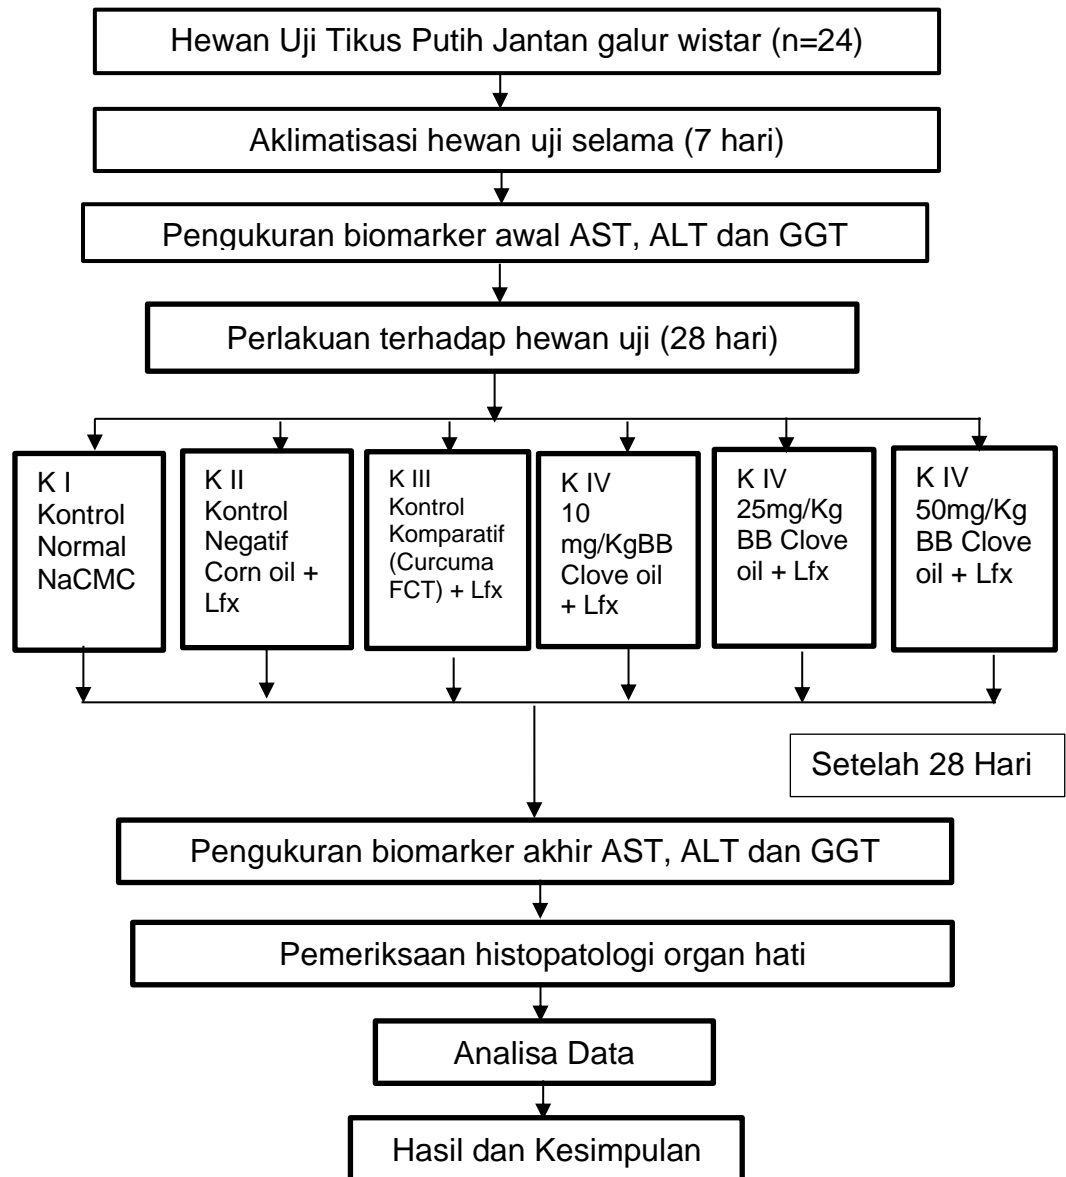 Hewan Uji Tikus Putih Jantan galur wistar (n=24)
Aklimatisasi hewan uji selama (7 hari)
Pengukuran biomarker awal AST, ALT dan GGT
Perlakuan terhadap hewan uji (28 hari)
K I
Kontrol
Normal
NaCMC
K II
Kontrol
Negatif
Corn oil +
Lfx
K III
Kontrol
Komparatif
(Curcuma
FCT) + Lfx
K IV
10
mg/KgBB
Clove oil
+ Lfx
K IV
25mg/Kg
BB Clove
oil + Lfx
K IV
50mg/Kg
BB Clove
oil + Lfx
Setelah 28 Hari
Pengukuran biomarker akhir AST, ALT dan GGT
Pemeriksaan histopatologi organ hati
Analisa Data
Hasil dan Kesimpulan